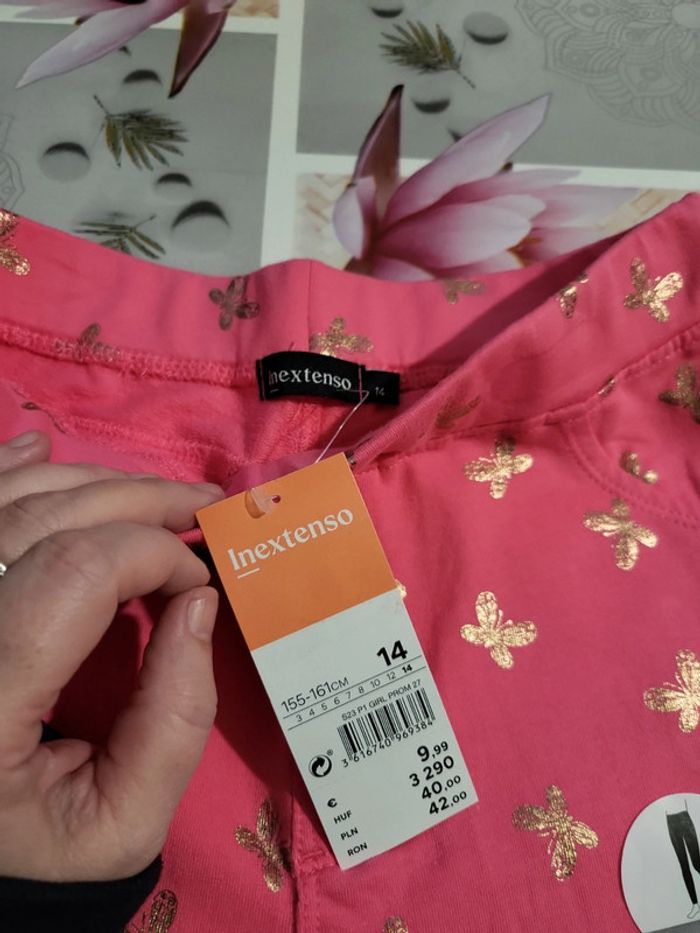 Inextenso
14
Inextenso
14
155-161CM
3 4 5 6 7 8 10 12 14
S23 P1 GIRL PROM 27
3 616740 969384
€ 9,99
HUF 3 290
PLN 40,00
RON 42,00